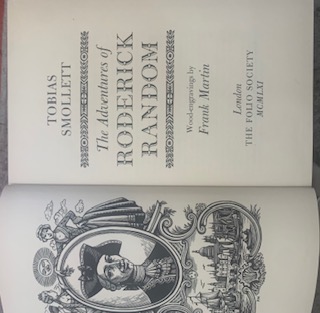 TOBIAS
SMOLLETT
The Adventures of
RODERICK
RANDOM
Wood-engravings by
Frank Martin
London
THE FOLIO SOCIETY
MCMLXI